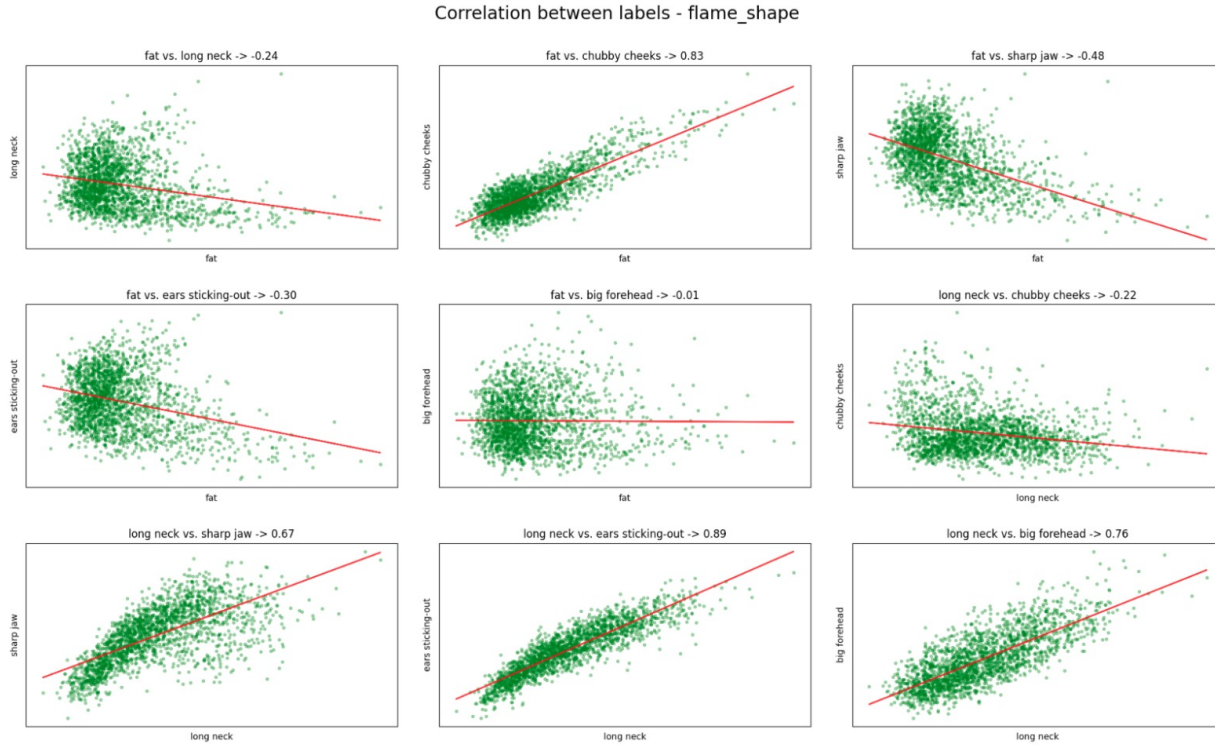 Correlation between labels - flame_shape
fat vs. long neck -> -0.24
fat vs. chubby cheeks -> 0.83
fat vs. sharp jaw -> -0.48
long neck
chubby cheeks
sharp jaw
fat
fat
fat
fat vs. ears sticking-out -> -0.30
fat vs. big forehead -> -0.01
long neck vs. chubby cheeks -> -0.22
ears sticking-out
big forehead
chubby cheeks
fat
fat
long neck
long neck vs. sharp jaw -> 0.67
long neck vs. ears sticking-out -> 0.89
long neck vs. big forehead -> 0.76
sharp jaw
ears sticking-out
big forehead
long neck
long neck
long neck